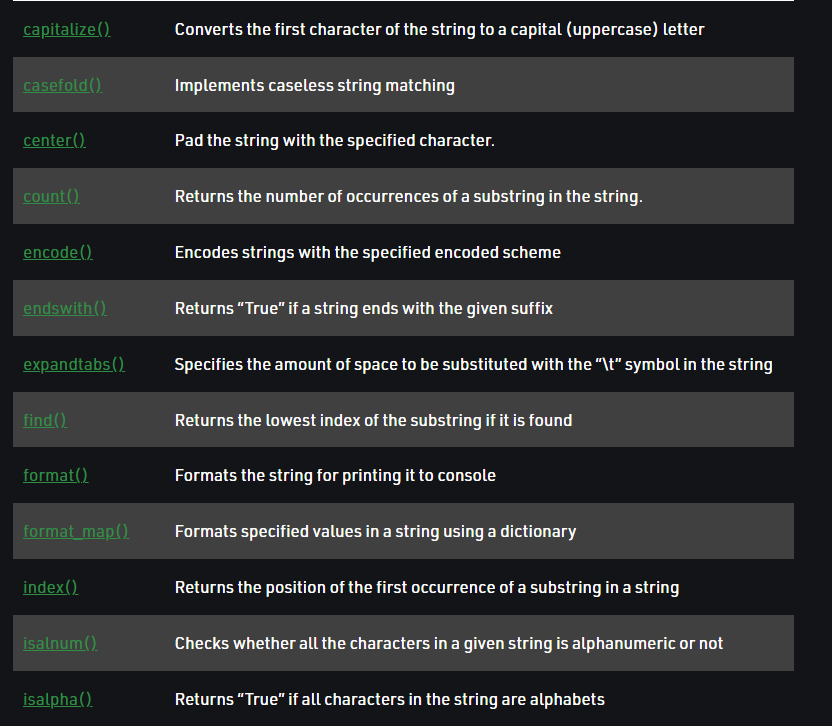 capitalize() Converts the first character of the string to a capital (uppercase) letter
casefold() Implements caseless string matching
center() Pad the string with the specified character.
count() Returns the number of occurrences of a substring in the string.
encode() Encodes strings with the specified encoded scheme
endswith() Returns “True” if a string ends with the given suffix
expandtabs() Specifies the amount of space to be substituted with the “\t” symbol in the string
find() Returns the lowest index of the substring if it is found
format() Formats the string for printing it to console
format_map() Formats specified values in a string using a dictionary
index() Returns the position of the first occurrence of a substring in a string
isalnum() Checks whether all the characters in a given string is alphanumeric or not
isalpha() Returns “True” if all characters in the string are alphabets